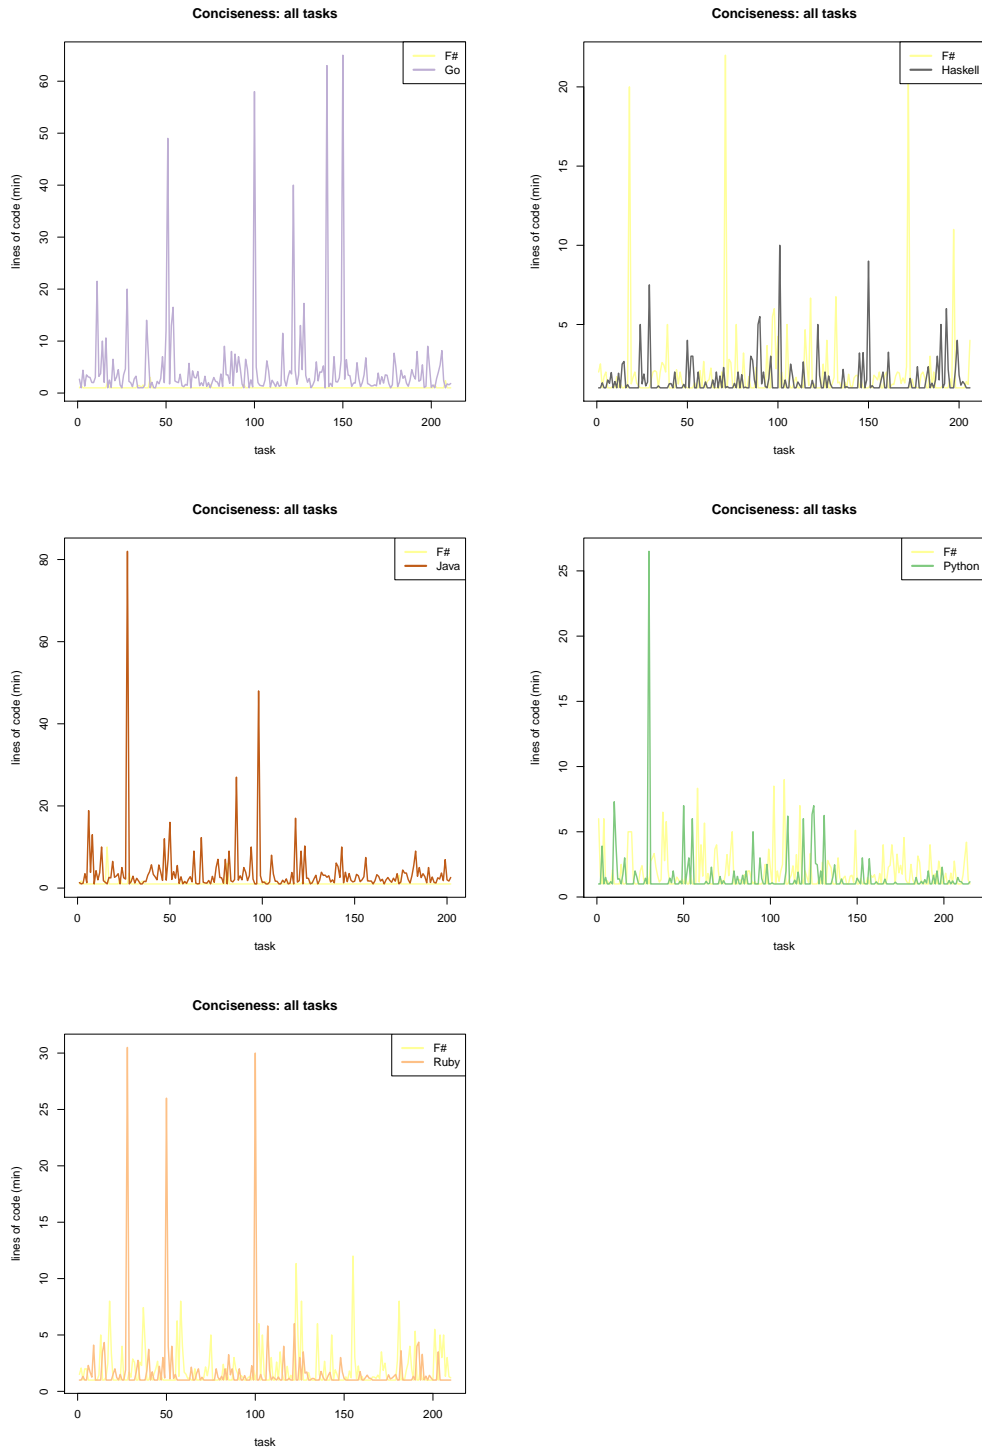 Conciseness: all tasks
F#
Go
lines of code (min)
60
50
40
30
20
10
0
0 50 100 150 200
task
Conciseness: all tasks
F#
Haskell
lines of code (min)
20
15
10
5
0 50 100 150 200
task
Conciseness: all tasks
F#
Java
lines of code (min)
80
60
40
20
0
0 50 100 150 200
task
Conciseness: all tasks
F#
Python
lines of code (min)
25
20
15
10
5
0
0 50 100 150 200
task
Conciseness: all tasks
F#
Ruby
lines of code (min)
30
25
20
15
10
5
0
0 50 100 150 200
task